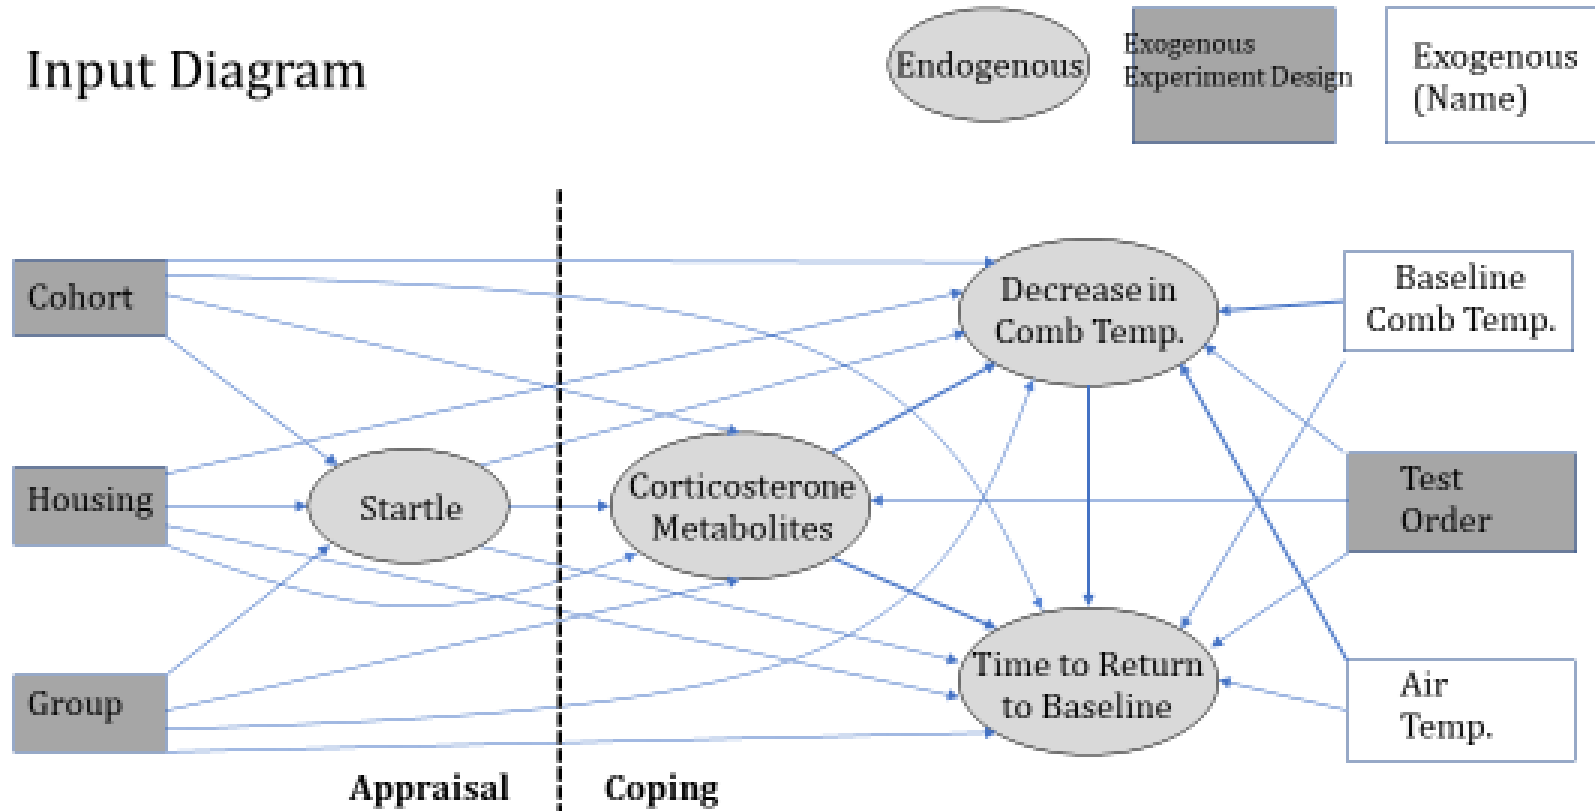 Input Diagram
Endogenous
Exogenous
Experiment Design
Exogenous
(Name)
Cohort
Housing
Group
Startle
Corticosterone
Metabolites
Decrease in
Comb Temp.
Time to Return
to Baseline
Baseline
Comb Temp.
Test
Order
Air
Temp.
Appraisal
Coping